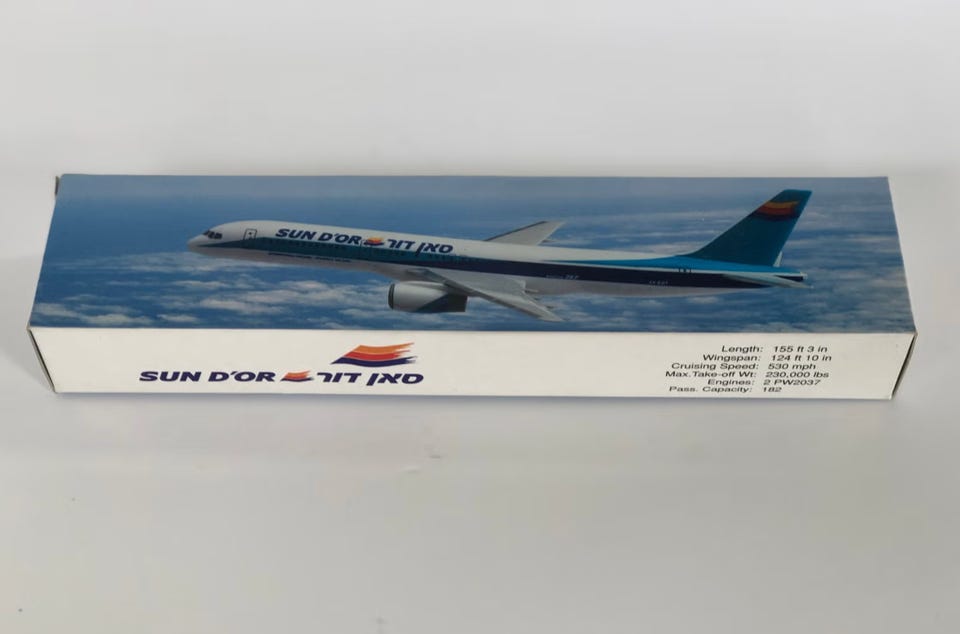 SUN D'OR סאן דור
SUN D'OR סאן דור
Length: 155 ft 3 in
Wingspan: 124 ft 10 in
Cruising Speed: 530 mph
Max.Take-off Wt: 230,000 lbs
Engines: 2 PW2037
Pass. Capacity: 182